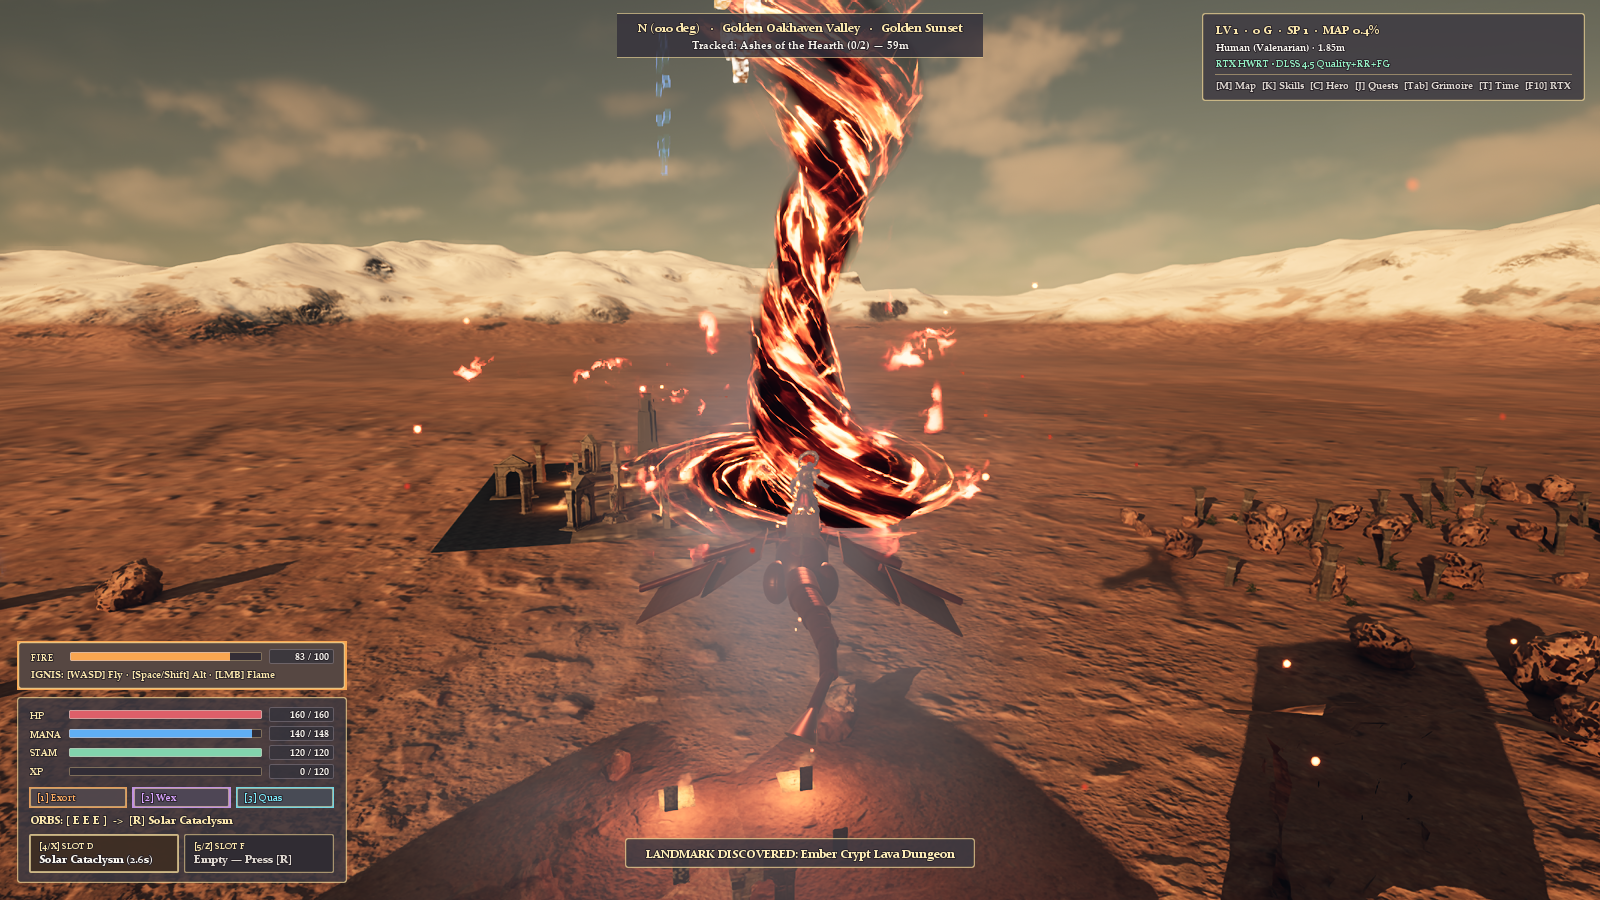 N (010 deg) · Golden Oakhaven Valley · Golden Sunset
Tracked: Ashes of the Hearth (0/2) — 59m
LV 1 · 0 G · SP 1 · MAP 0.4%
Human (Valenarian) · 1.85m
RTX HWRT · DLSS 4.5 Quality+RR+FG
[M] Map [K] Skills [C] Hero [J] Quests [Tab] Grimoire [T] Time [F10] RTX
FIRE 83 / 100
IGNIS: [WASD] Fly · [Space/Shift] Alt · [LMB] Flame
HP 160 / 160
MANA 140 / 148
STAM 120 / 120
XP 0 / 120
[1] Exort [2] Wex [3] Quas
ORBS: [ E E E ] -> [R] Solar Cataclysm
[4/X] SLOT D
Solar Cataclysm (2.6s)
[5/Z] SLOT F
Empty — Press [R]
LANDMARK DISCOVERED: Ember Crypt Lava Dungeon